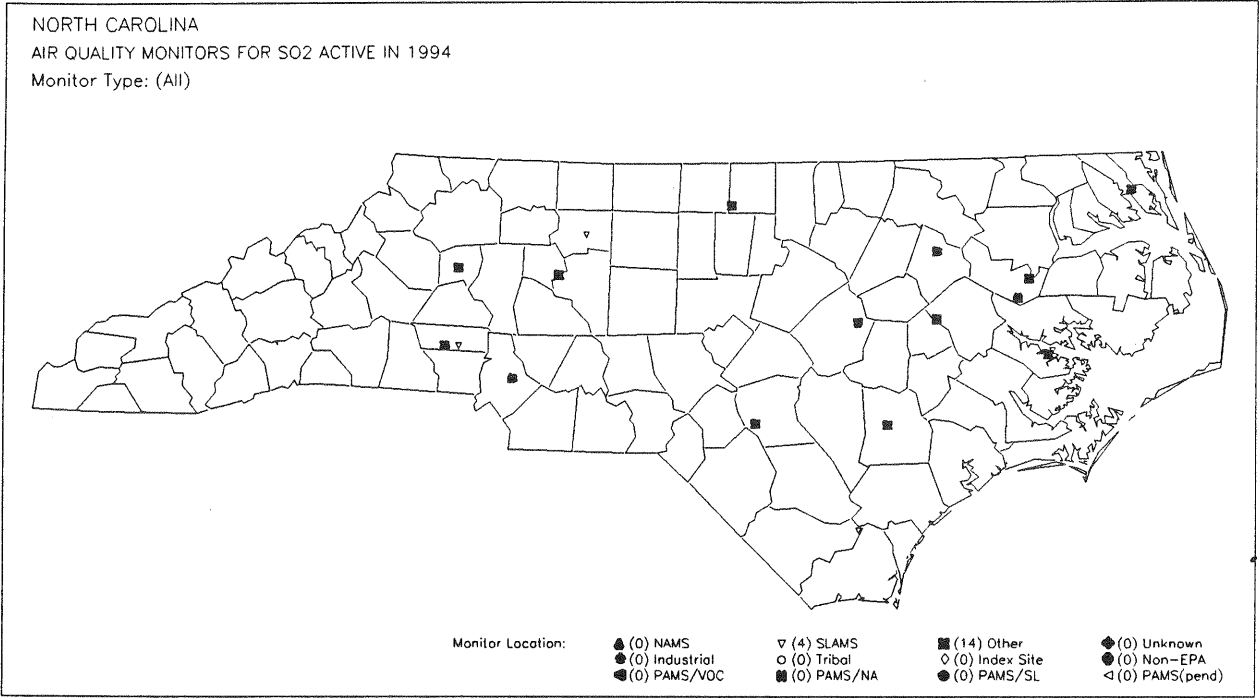 NORTH CAROLINA
AIR QUALITY MONITORS FOR SO2 ACTIVE IN 1994
Monitor Type: (All)
Monitor Location: (0) NAMS (4) SLAMS (14) Other (0) Unknown
(0) Industrial (0) Tribal (0) Index Site (0) Non-EPA
(0) PAMS/VOC (0) PAMS/NA (0) PAMS/SL (0) PAMS(pend)